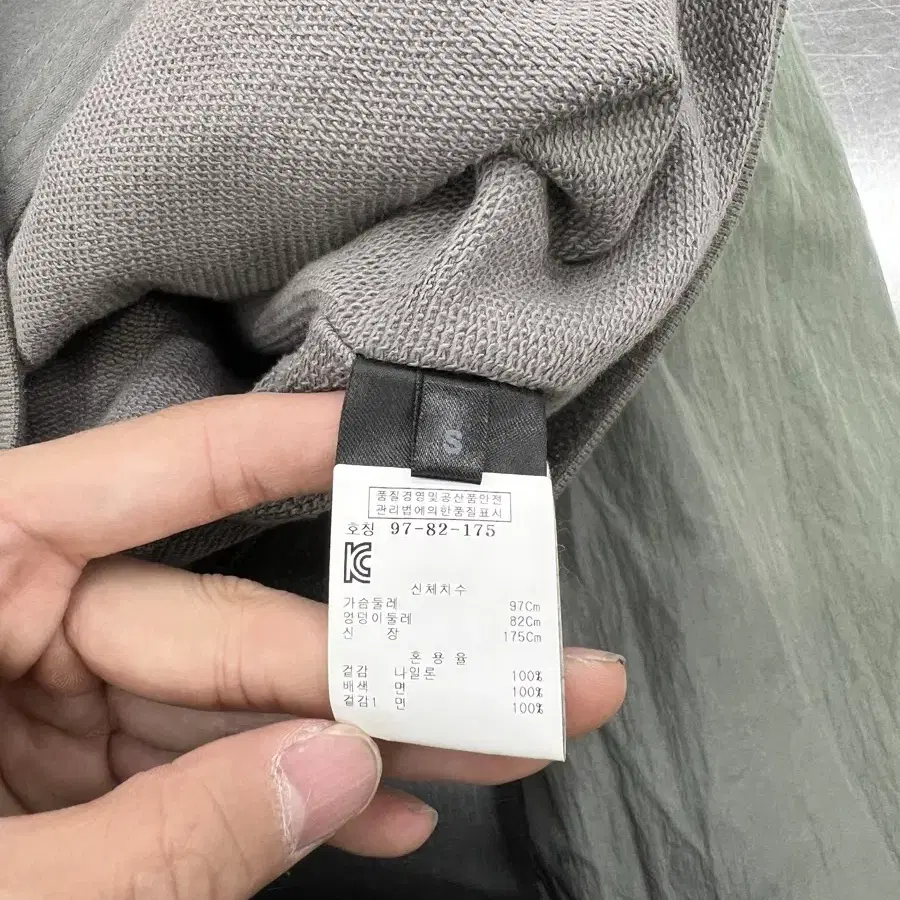 S
품질경영및공산품안전
관리법에의한품질표시
호칭 97-82-175
신체치수
가슴둘레 97Cm
엉덩이둘레 82Cm
신 장 175Cm
혼 용 율
겉감 나일론 100%
배색 면 100%
겉감1 면 100%